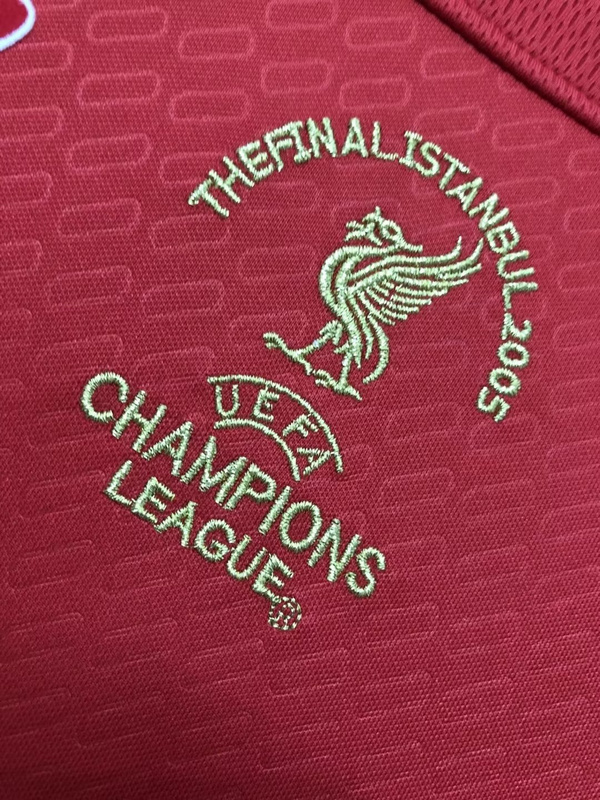 THEFINALISTANBUL2005
UEFA
CHAMPIONS
LEAGUE